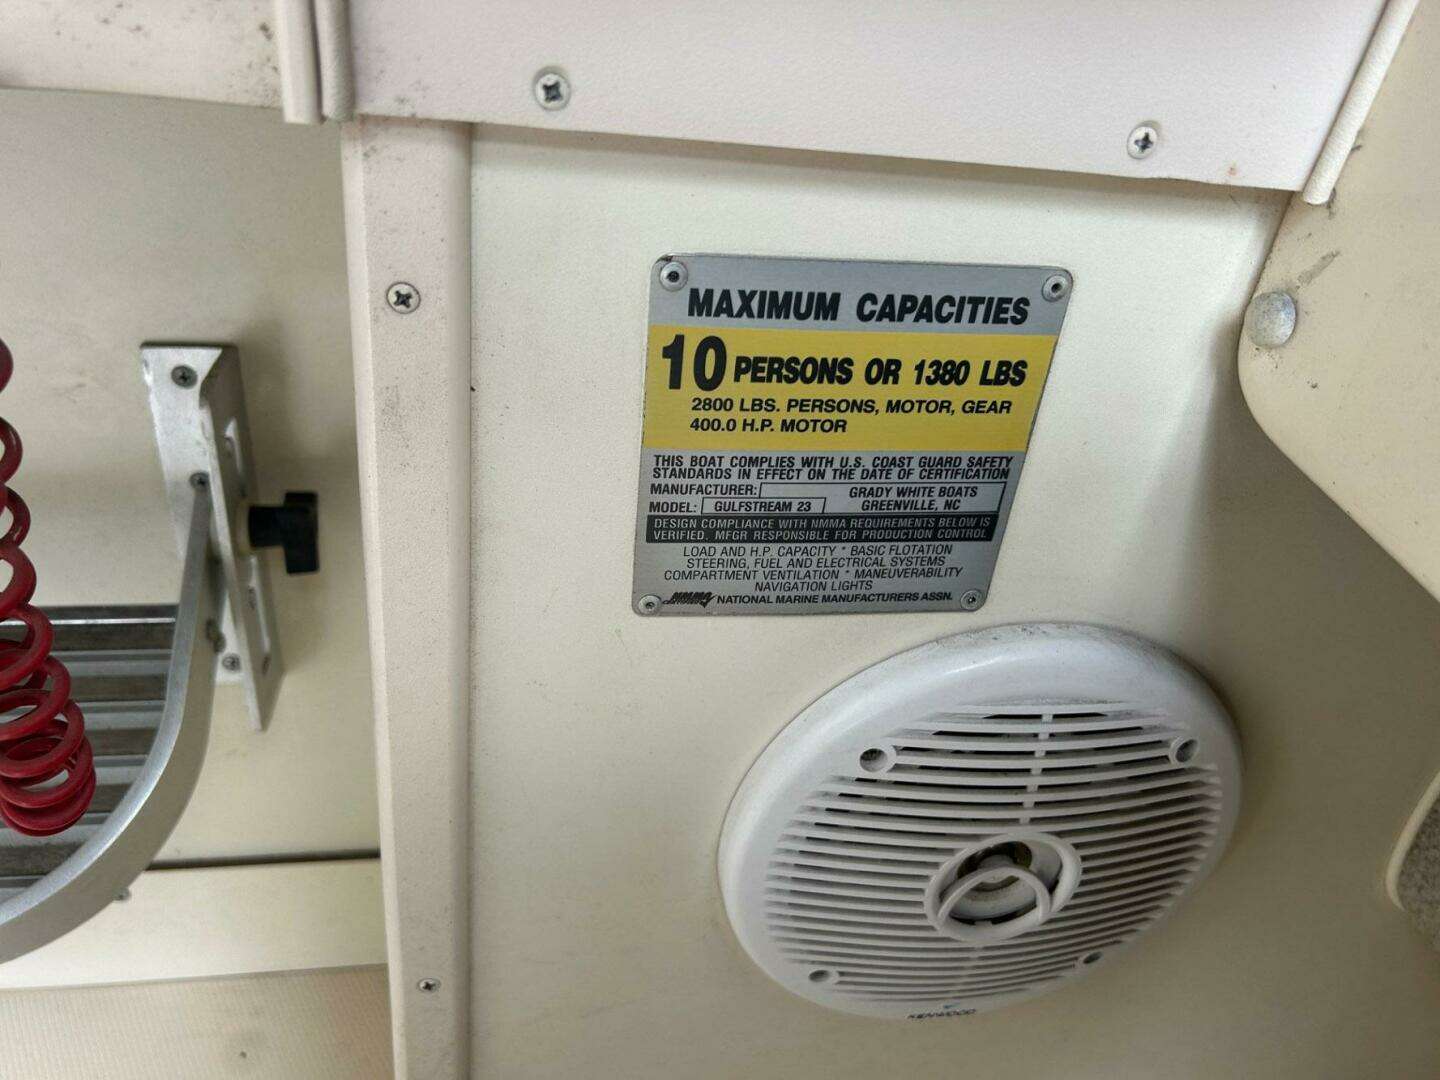 MAXIMUM CAPACITIES
10 PERSONS OR 1380 LBS
2800 LBS. PERSONS, MOTOR, GEAR
400.0 H.P. MOTOR
THIS BOAT COMPLIES WITH U.S. COAST GUARD SAFETY
STANDARDS IN EFFECT ON THE DATE OF CERTIFICATION
MANUFACTURER: GRADY WHITE BOATS
MODEL: GULFSTREAM 23 GREENVILLE, NC
DESIGN COMPLIANCE WITH NMMA REQUIREMENTS BELOW IS
VERIFIED. MFGR RESPONSIBLE FOR PRODUCTION CONTROL
LOAD AND H.P. CAPACITY * BASIC FLOTATION
STEERING, FUEL AND ELECTRICAL SYSTEMS
COMPARTMENT VENTILATION * MANEUVERABILITY
NAVIGATION LIGHTS
NMMA NATIONAL MARINE MANUFACTURERS ASSN.
KENWOOD